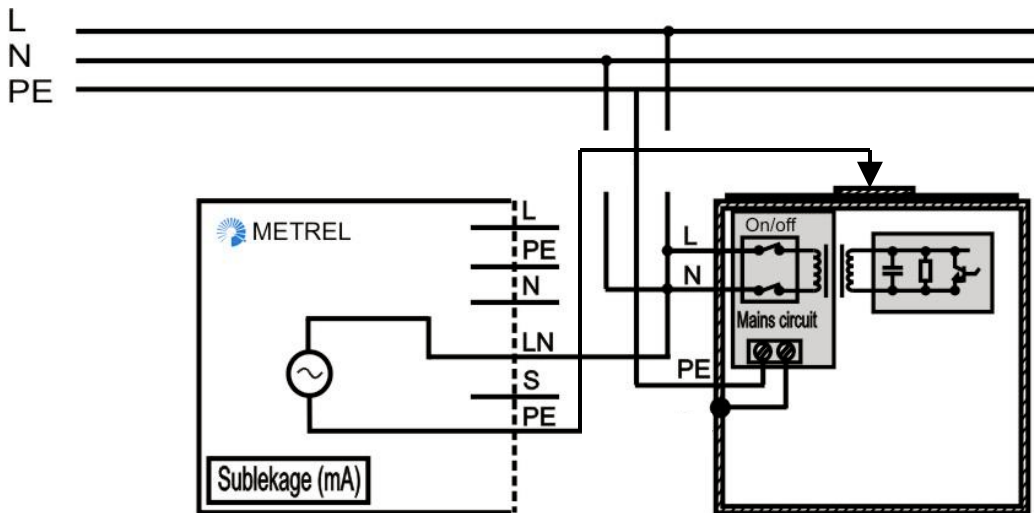 L
N
PE
METREL
L
PE
N
LN
S
PE
Sublekage (mA)
L
N
PE
On/off
Mains circuit